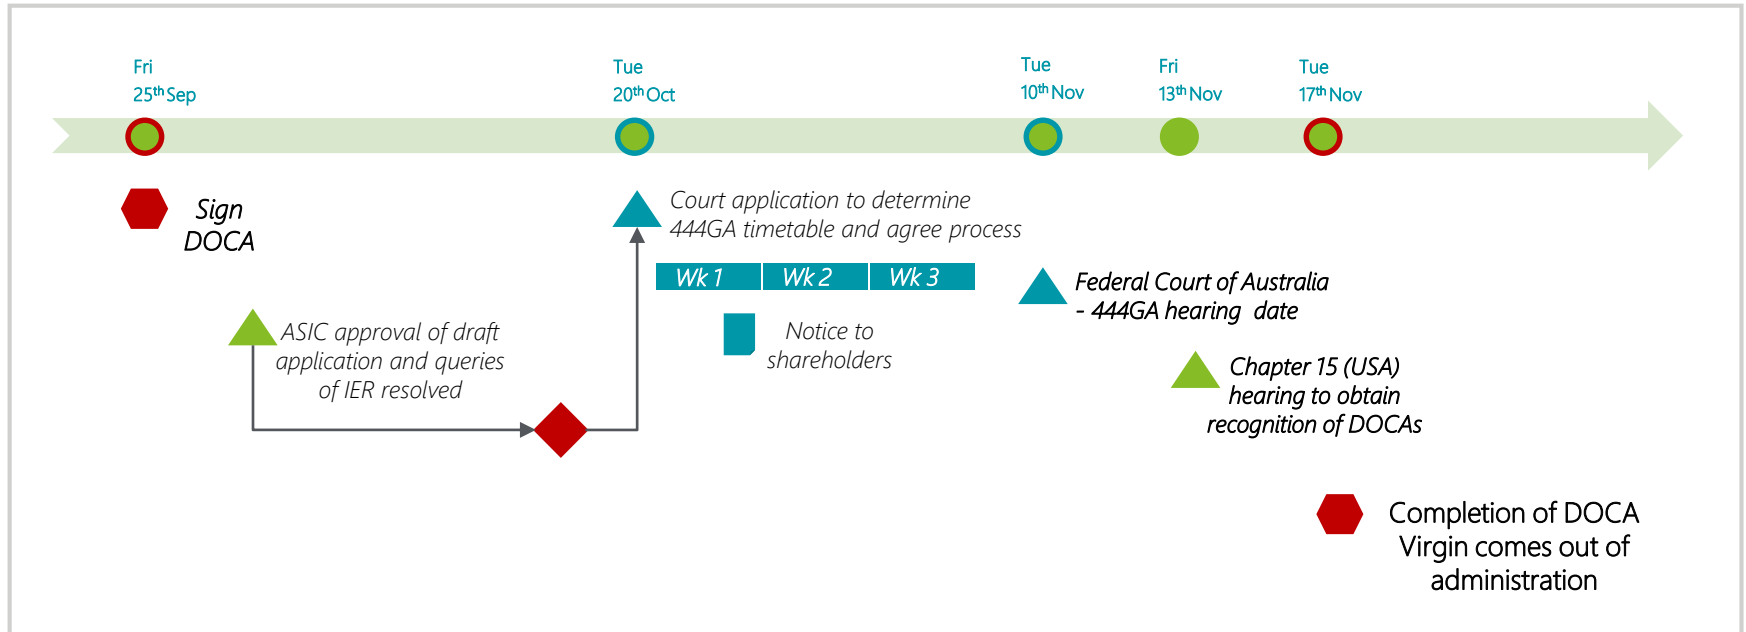 Fri
25th Sep
Tue
20th Oct
Tue
10th Nov
Fri
13th Nov
Tue
17th Nov
Sign
DOCA
Court application to determine
444GA timetable and agree process
Wk 1
Wk 2
Wk 3
Federal Court of Australia
- 444GA hearing date
ASIC approval of draft
application and queries
of IER resolved
Notice to
shareholders
Chapter 15 (USA)
hearing to obtain
recognition of DOCAs
Completion of DOCA
Virgin comes out of
administration